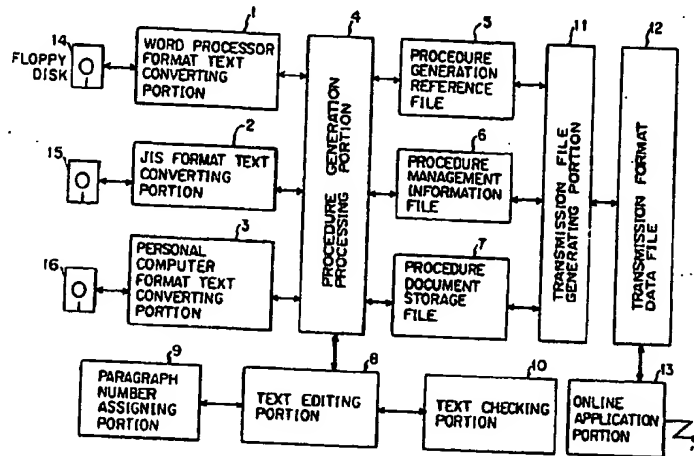 1
WORD PROCESSOR
FORMAT TEXT
CONVERTING
PORTION
14
FLOPPY
DISK
2
JIS FORMAT TEXT
CONVERTING
PORTION
15
3
PERSONAL
COMPUTER
FORMAT TEXT
CONVERTING
PORTION
16
4
PROCEDURE GENERATION
PROCESSING PORTION
5
PROCEDURE
GENERATION
REFERENCE
FILE
6
PROCEDURE
MANAGEMENT
INFORMATION
FILE
7
PROCEDURE
DOCUMENT
STORAGE
FILE
11
TRANSMISSION FILE
GENERATING PORTION
12
TRANSMISSION FORMAT
DATA FILE
9
PARAGRAPH
NUMBER
ASSIGNING
PORTION
8
TEXT EDITING
PORTION
10
TEXT CHECKING
PORTION
13
ONLINE
APPLICATION
PORTION